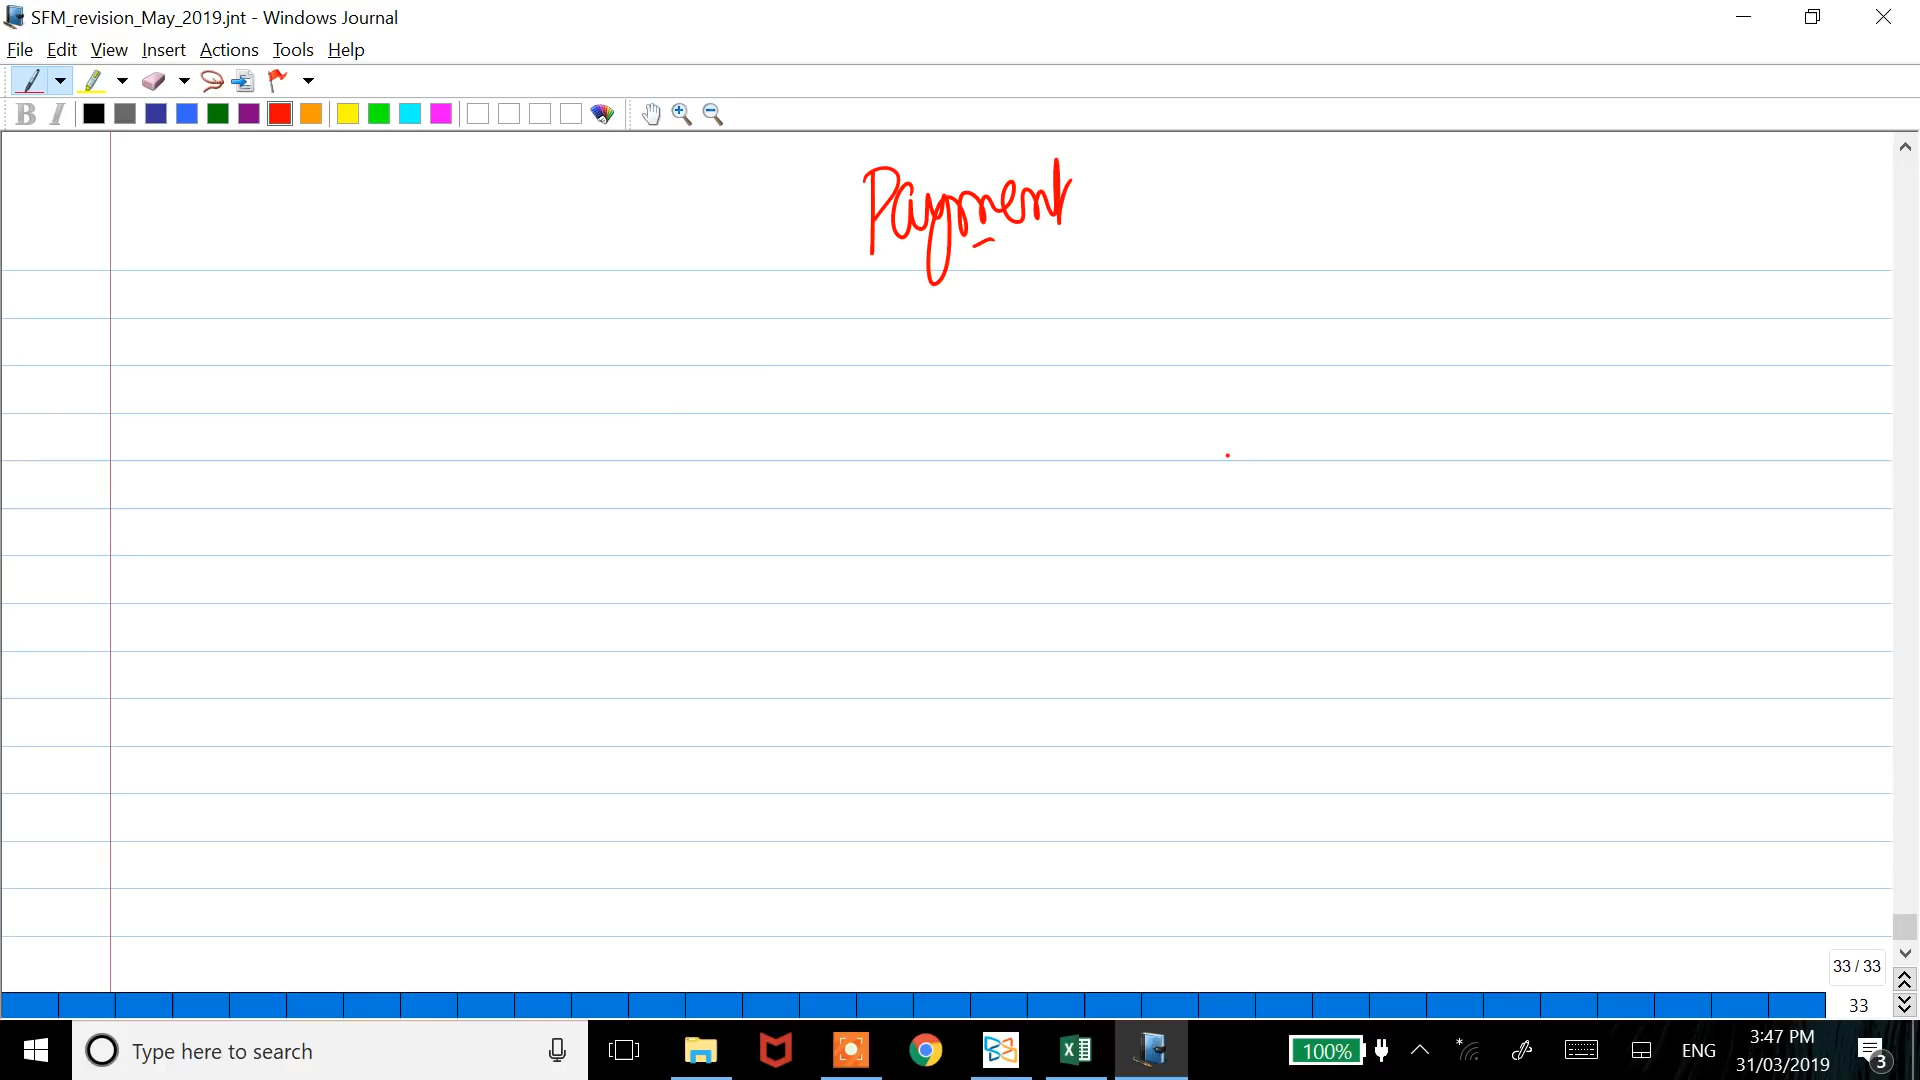 SFM_revision_May_2019.jnt - Windows Journal
File Edit View Insert Actions Tools Help
B I
Payment
33 / 33
33
Type here to search
100%
ENG
3:47 PM
31/03/2019
3